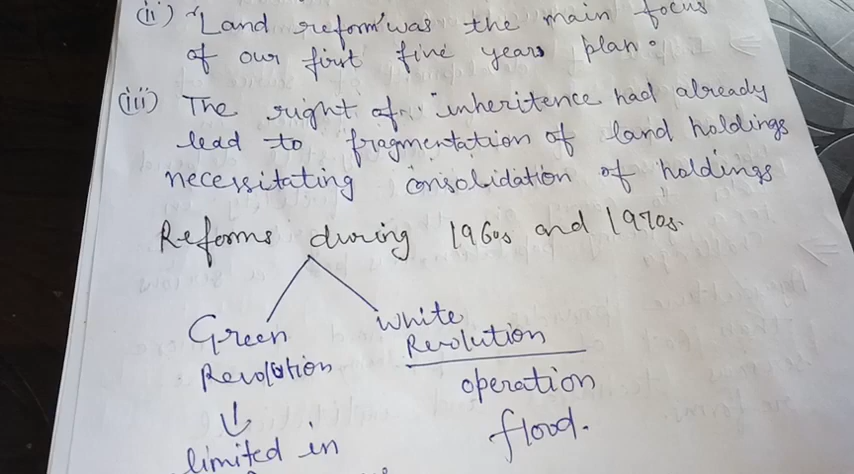 (ii) "Land reform" was the main focus
of our first five years plan.
(iii) The right of inheritence had already
lead to fragmentation of land holdings
necessitating consolidation of holdings
Reforms during 1960s and 1970s.
Green
Revolution
↓
limited in
White
Revolution
operation
flood.